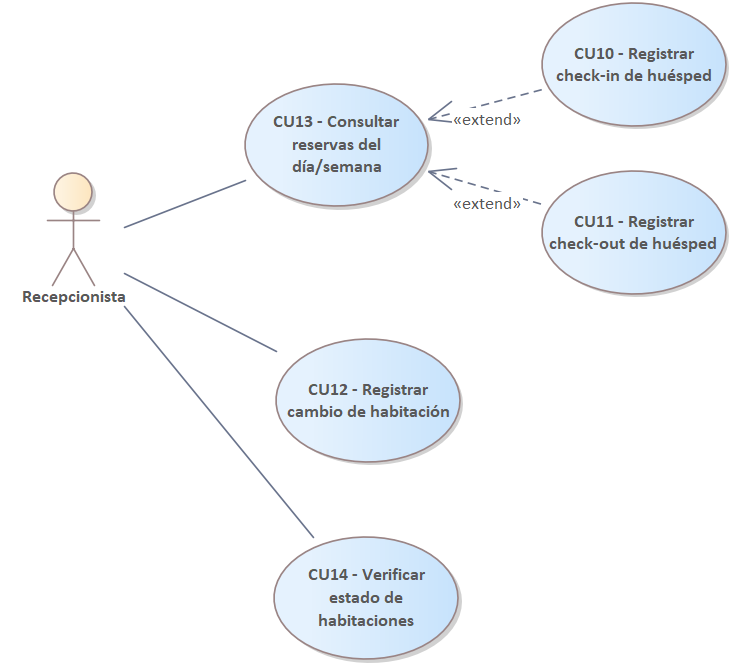 CU10 - Registrar
check-in de huésped
CU13 - Consultar
reservas del
día/semana
«extend»
«extend»
CU11 - Registrar
check-out de huésped
Recepcionista
CU12 - Registrar
cambio de habitación
CU14 - Verificar
estado de
habitaciones